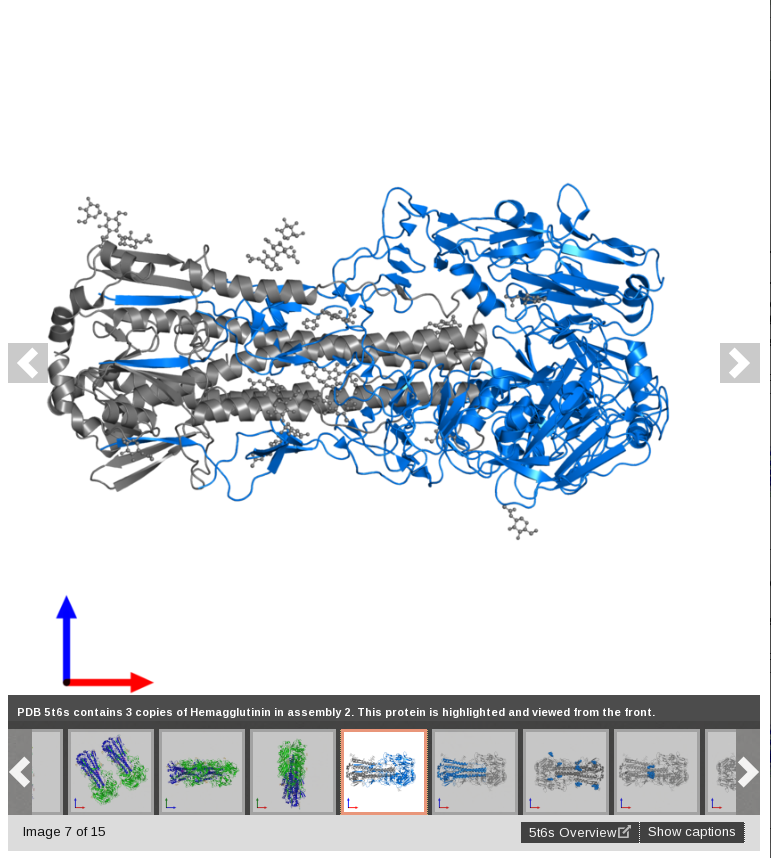 PDB 5t6s contains 3 copies of Hemagglutinin in assembly 2. This protein is highlighted and viewed from the front.
Image 7 of 15
5t6s Overview
Show captions